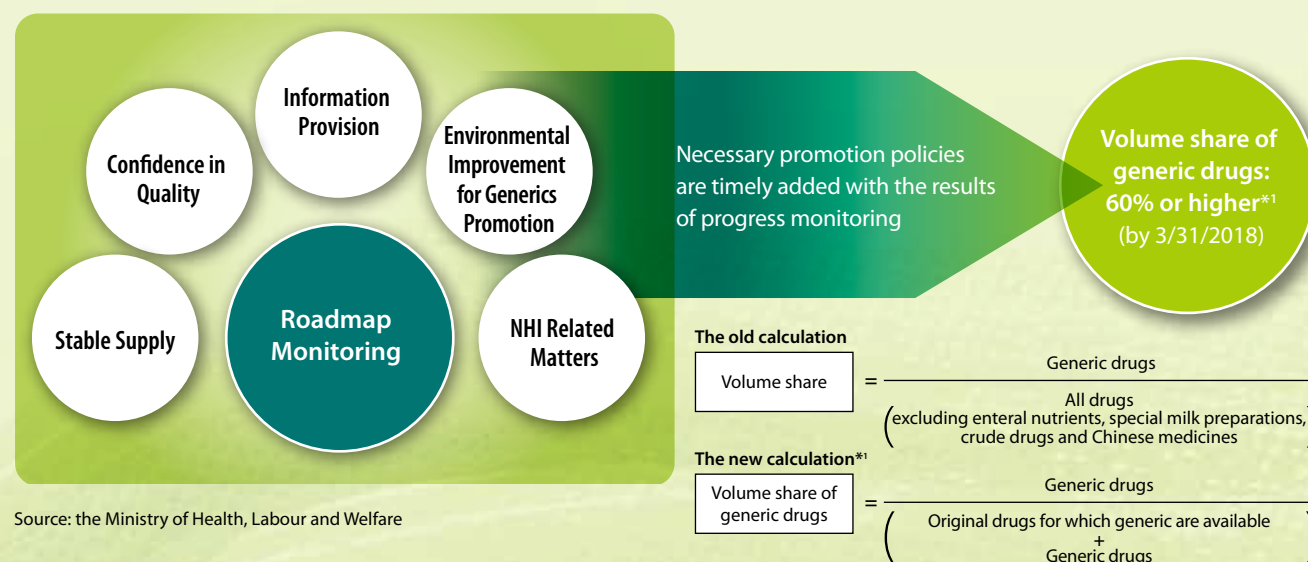 Information
Provision
Confidence in
Quality
Environmental
Improvement
for Generics
Promotion
Stable Supply
Roadmap
Monitoring
NHI Related
Matters
Necessary promotion policies
are timely added with the results
of progress monitoring
Volume share of
generic drugs:
60% or higher*1
(by 3/31/2018)
The old calculation
Volume share
=
Generic drugs
All drugs
(excluding enteral nutrients, special milk preparations,
crude drugs and Chinese medicines)
The new calculation*1
Volume share of
generic drugs
=
Generic drugs
(Original drugs for which generic are available
+
Generic drugs)
Source: the Ministry of Health, Labour and Welfare